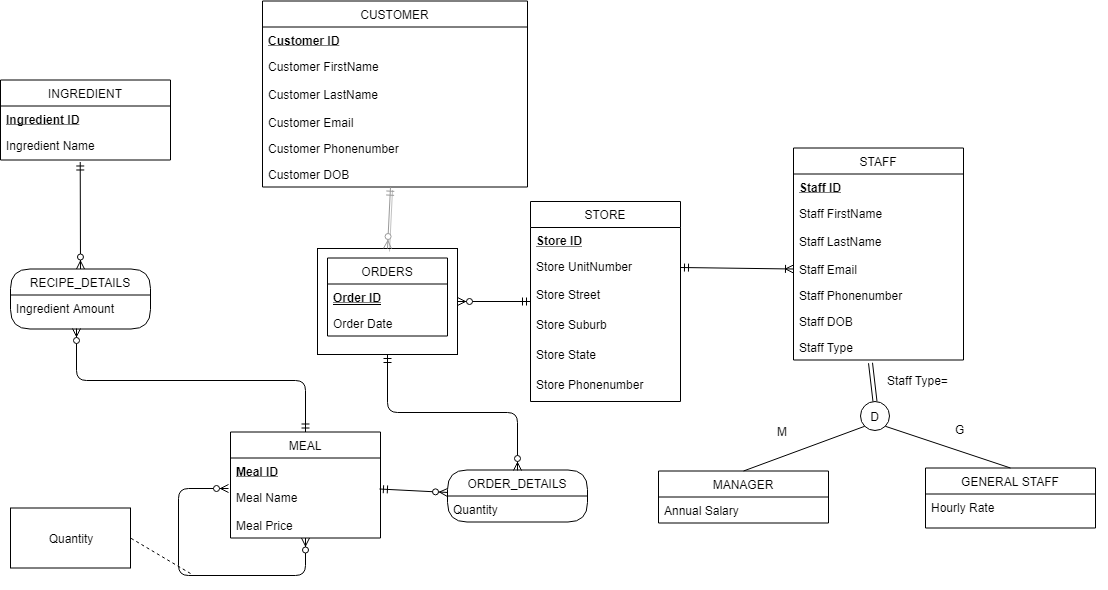 CUSTOMER
Customer ID
Customer FirstName
Customer LastName
Customer Email
Customer Phonenumber
Customer DOB
INGREDIENT
Ingredient ID
Ingredient Name
STAFF
Staff ID
Staff FirstName
Staff LastName
Staff Email
Staff Phonenumber
Staff DOB
Staff Type
STORE
Store ID
Store UnitNumber
Store Street
Store Suburb
Store State
Store Phonenumber
ORDERS
Order ID
Order Date
RECIPE_DETAILS
Ingredient Amount
Staff Type=
D
M
G
MEAL
Meal ID
Meal Name
Meal Price
ORDER_DETAILS
Quantity
MANAGER
Annual Salary
GENERAL STAFF
Hourly Rate
Quantity